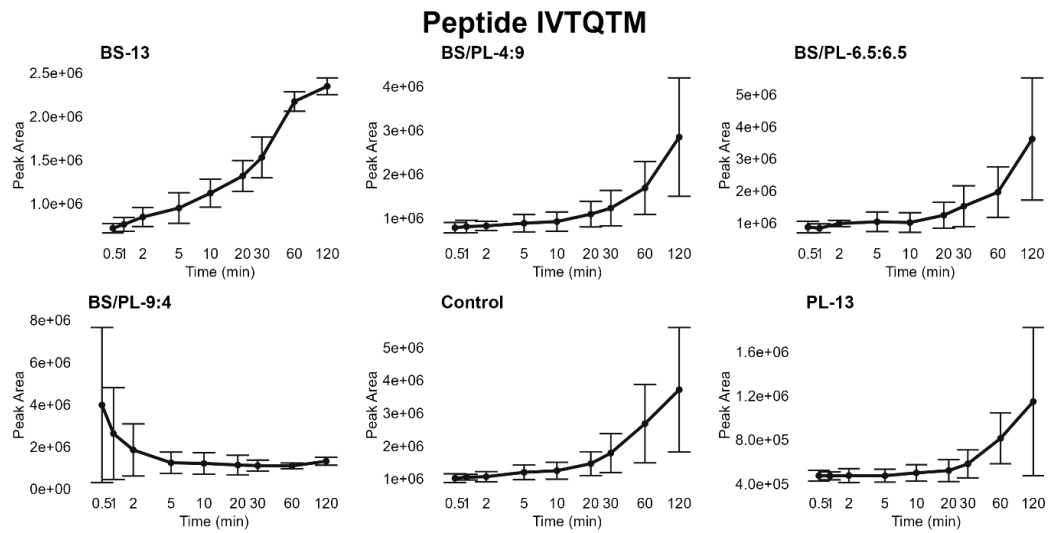 Peptide IVTQTM
BS-13
2.5e+06
2.0e+06
1.5e+06
1.0e+06
Peak Area
0.51 2 5 10 20 30 60 120
Time (min)
BS/PL-4:9
4e+06
3e+06
2e+06
1e+06
Peak Area
0.51 2 5 10 20 30 60 120
Time (min)
BS/PL-6.5:6.5
5e+06
4e+06
3e+06
2e+06
1e+06
Peak Area
0.51 2 5 10 20 30 60 120
Time (min)
BS/PL-9:4
8e+06
6e+06
4e+06
2e+06
0e+00
Peak Area
0.51 2 5 10 20 30 60 120
Time (min)
Control
5e+06
4e+06
3e+06
2e+06
1e+06
Peak Area
0.51 2 5 10 20 30 60 120
Time (min)
PL-13
1.6e+06
1.2e+06
8.0e+05
4.0e+05
Peak Area
0.51 2 5 10 20 30 60 120
Time (min)